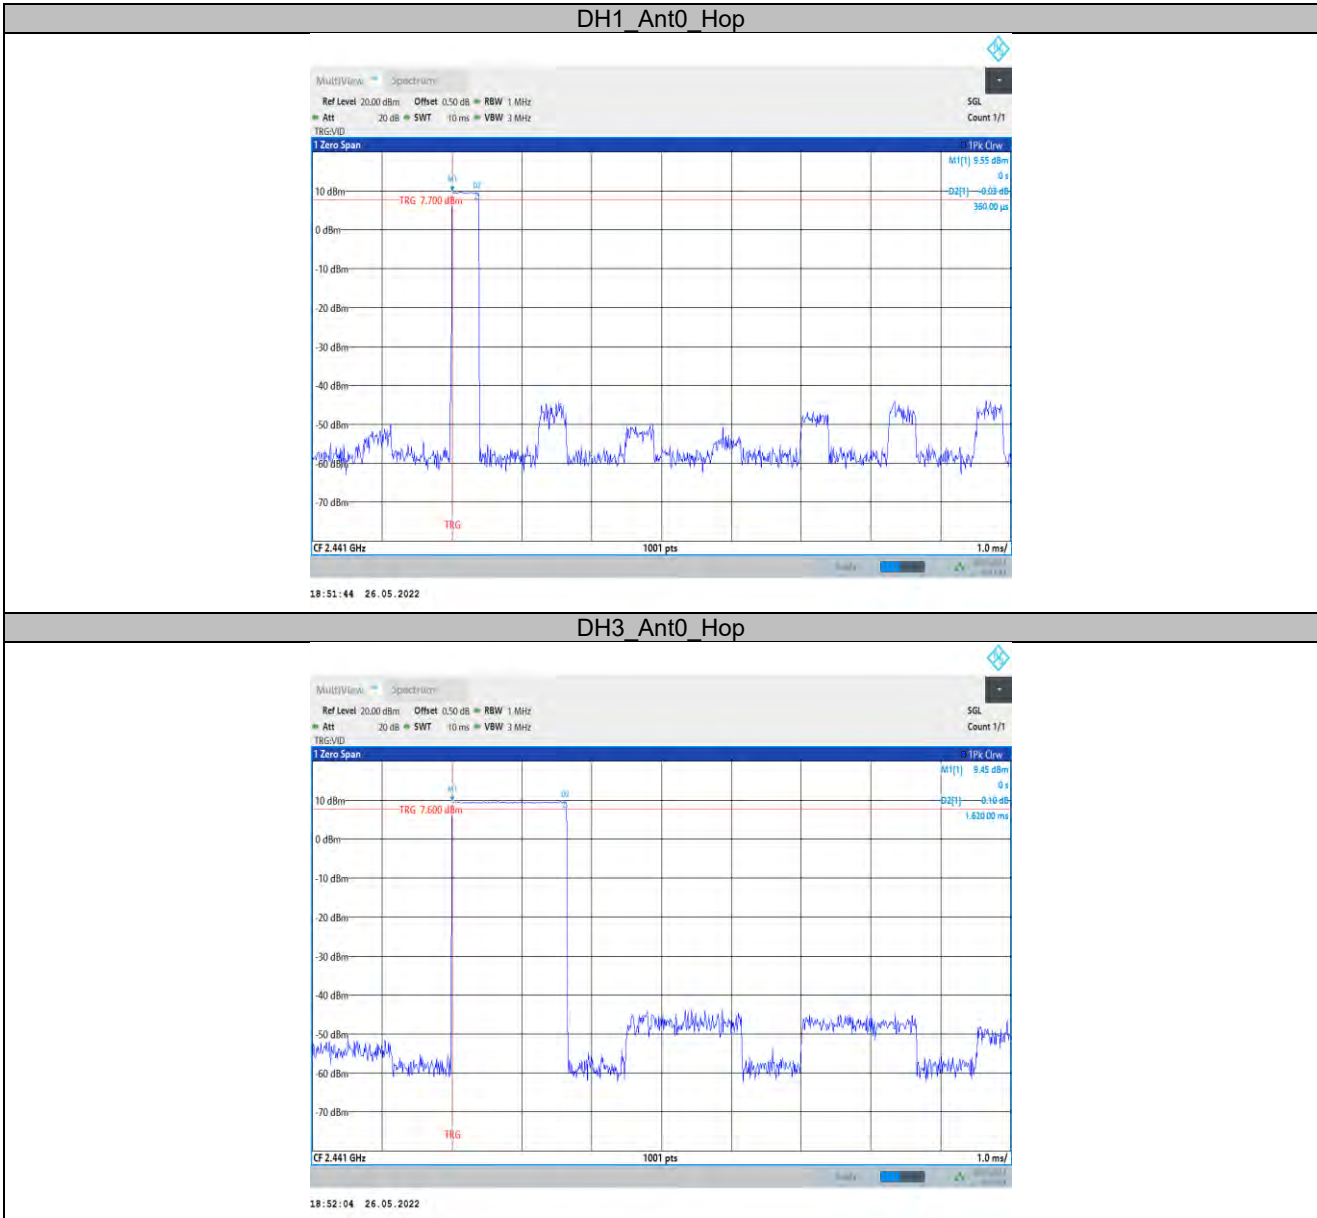 DH1_Ant0_Hop
MultiView Spectrum
Ref Level 20.00 dBm Offset 0.50 dB RBW 1 MHz SGL
Att 20 dB SWT 10 ms VBW 3 MHz Count 1/1
TRG:VID
1 Zero Span 1Pk Clrw
M1[1] 9.55 dBm
0 s
M1 D2
10 dBm D2[1] -0.03 dB
TRG 7.700 dBm 360.00 µs
0 dBm
-10 dBm
-20 dBm
-30 dBm
-40 dBm
-50 dBm
-60 dBm
-70 dBm
TRG
CF 2.441 GHz 1001 pts 1.0 ms/
18:51:44 26.05.2022
DH3_Ant0_Hop
MultiView Spectrum
Ref Level 20.00 dBm Offset 0.50 dB RBW 1 MHz SGL
Att 20 dB SWT 10 ms VBW 3 MHz Count 1/1
TRG:VID
1 Zero Span 1Pk Clrw
M1[1] 9.45 dBm
0 s
M1 D2
10 dBm D2[1] -0.10 dB
TRG 7.600 dBm 1.620 00 ms
0 dBm
-10 dBm
-20 dBm
-30 dBm
-40 dBm
-50 dBm
-60 dBm
-70 dBm
TRG
CF 2.441 GHz 1001 pts 1.0 ms/
18:52:04 26.05.2022